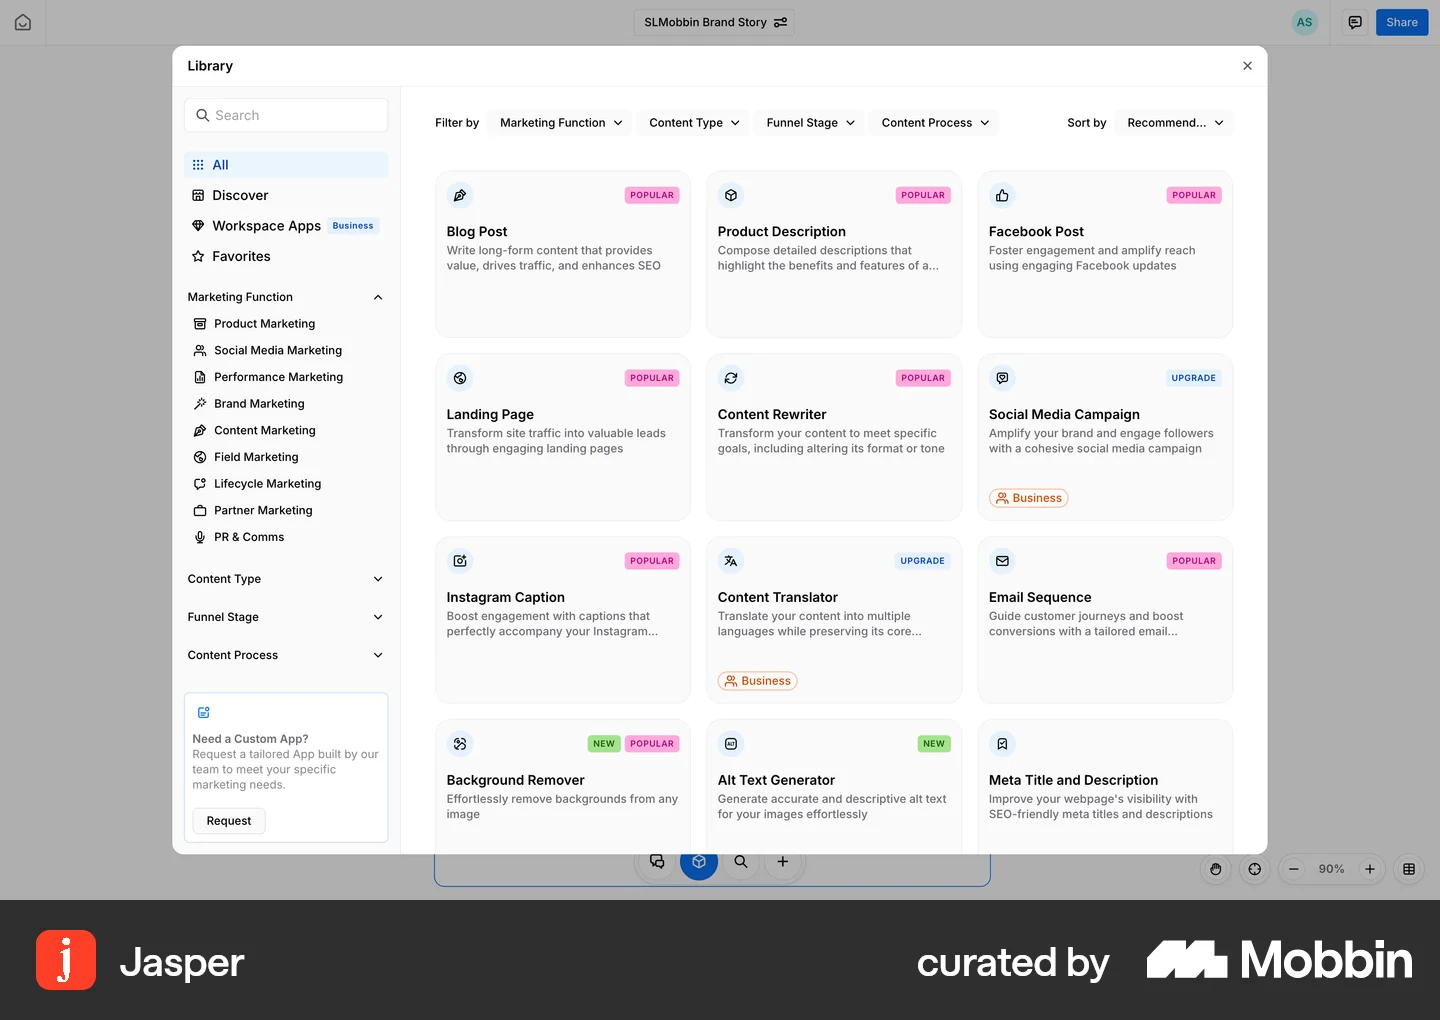 SLMobbin Brand Story
AS
Share
Library
Search
All
Discover
Workspace Apps Business
Favorites
Marketing Function
Product Marketing
Social Media Marketing
Performance Marketing
Brand Marketing
Content Marketing
Field Marketing
Lifecycle Marketing
Partner Marketing
PR & Comms
Content Type
Funnel Stage
Content Process
Need a Custom App?
Request a tailored App built by our
team to meet your specific
marketing needs.
Request
Filter by Marketing Function Content Type Funnel Stage Content Process Sort by Recommend...
POPULAR
Blog Post
Write long-form content that provides
value, drives traffic, and enhances SEO
POPULAR
Product Description
Compose detailed descriptions that
highlight the benefits and features of a...
POPULAR
Facebook Post
Foster engagement and amplify reach
using engaging Facebook updates
POPULAR
Landing Page
Transform site traffic into valuable leads
through engaging landing pages
POPULAR
Content Rewriter
Transform your content to meet specific
goals, including altering its format or tone
UPGRADE
Social Media Campaign
Amplify your brand and engage followers
with a cohesive social media campaign
Business
POPULAR
Instagram Caption
Boost engagement with captions that
perfectly accompany your Instagram...
UPGRADE
Content Translator
Translate your content into multiple
languages while preserving its core...
Business
POPULAR
Email Sequence
Guide customer journeys and boost
conversions with a tailored email...
NEW POPULAR
Background Remover
Effortlessly remove backgrounds from any
image
ALT
NEW
Alt Text Generator
Generate accurate and descriptive alt text
for your images effortlessly
Meta Title and Description
Improve your webpage's visibility with
SEO-friendly meta titles and descriptions
90%
j Jasper
curated by Mobbin